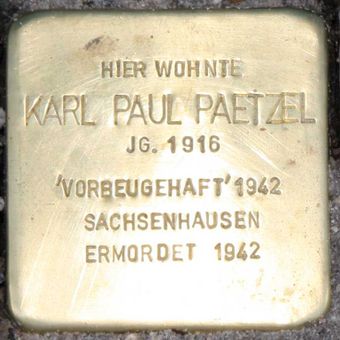 HIER WOHNTE
KARL PAUL PAETZEL
JG. 1916
'VORBEUGEHAFT' 1942
SACHSENHAUSEN
ERMORDET 1942